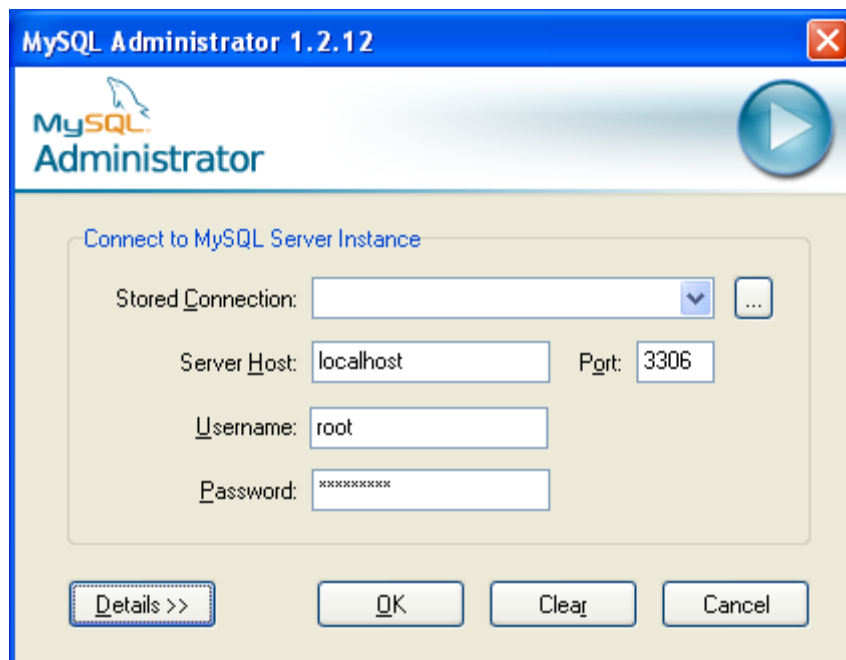 MySQL Administrator 1.2.12
MySQL
Administrator
Connect to MySQL Server Instance
Stored Connection: ...
Server Host: localhost Port: 3306
Username: root
Password: *********
Details >> OK Clear Cancel